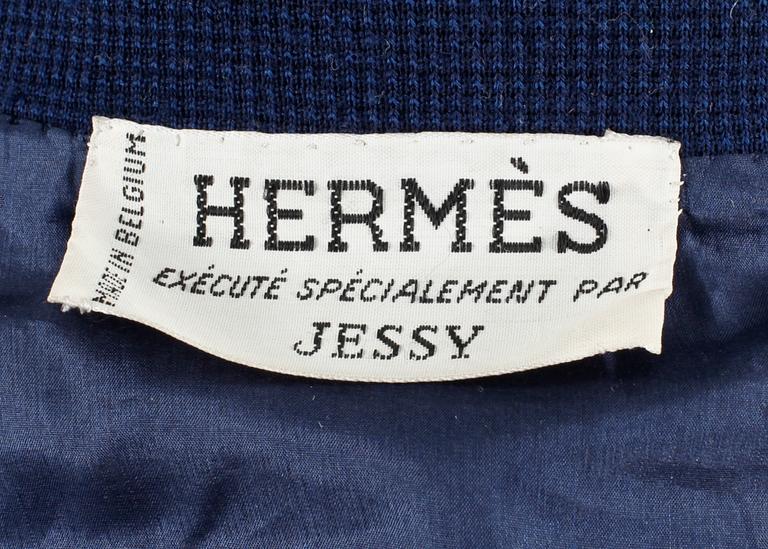 MADE IN BELGIUM
HERMÈS
EXÉCUTÉ SPÉCIALEMENT PAR
JESSY